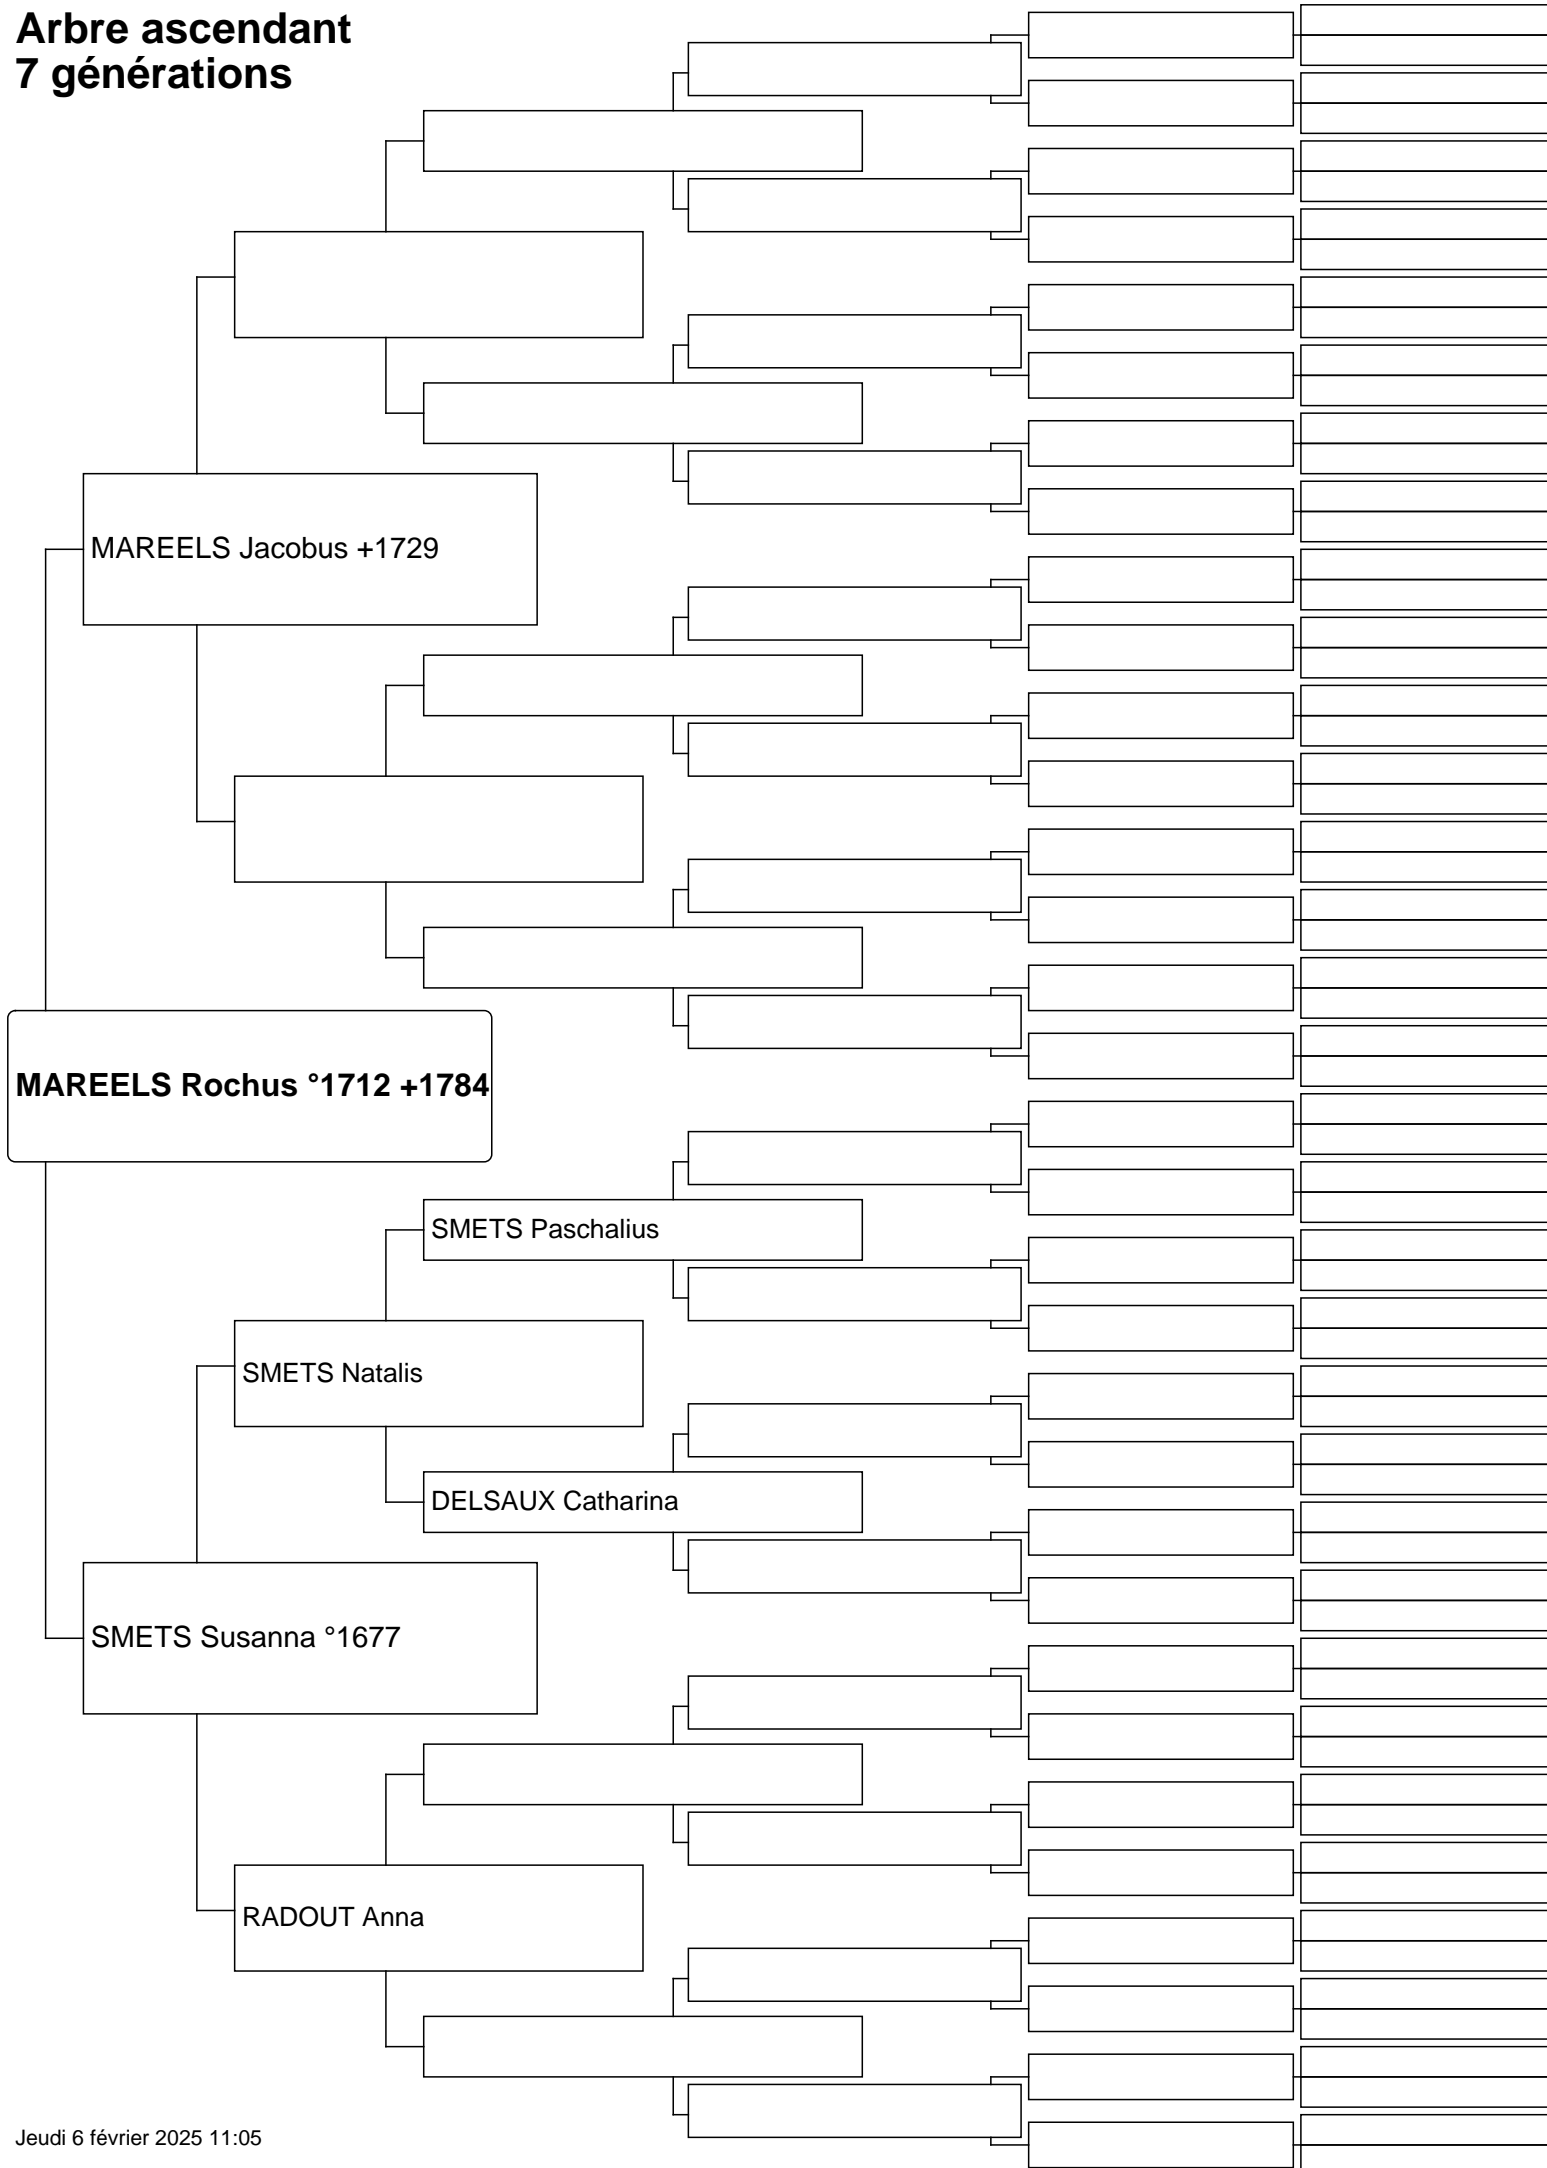 Arbre ascendant
7 générations
MAREELS Jacobus +1729
MAREELS Rochus °1712 +1784
SMETS Paschalius
SMETS Natalis
DELSAUX Catharina
SMETS Susanna °1677
RADOUT Anna
Jeudi 6 février 2025 11:05